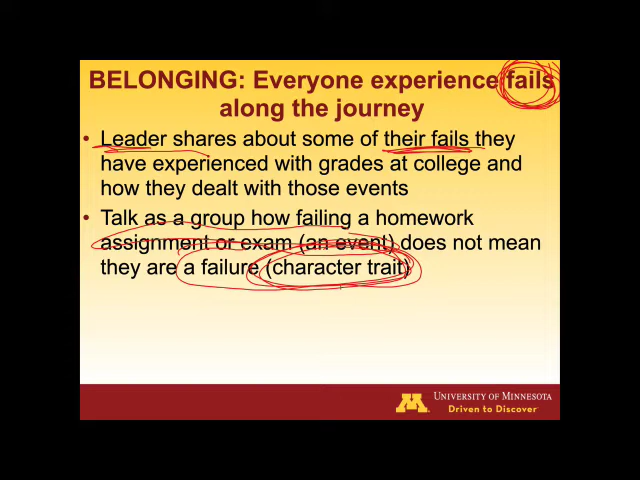 BELONGING: Everyone experience fails
along the journey
• Leader shares about some of their fails they
have experienced with grades at college and
how they dealt with those events
• Talk as a group how failing a homework
assignment or exam (an event) does not mean
they are a failure (character trait)
M UNIVERSITY OF MINNESOTA
Driven to Discover